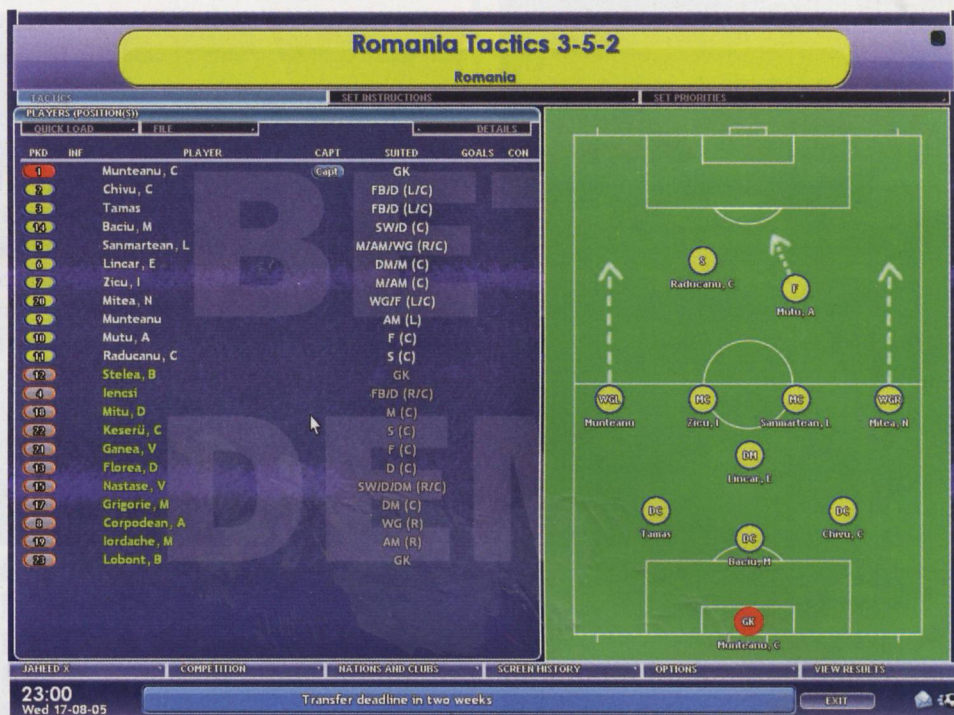 Romania Tactics 3-5-2
Romania
TACTICS SET INSTRUCTIONS SET PRIORITIES
PLAYERS (POSITION(S))
QUICK LOAD FILE DETAILS
PKD INF PLAYER CAPT SUITED GOALS CON
1 Munteanu, C Capt GK
2 Chivu, C FB/D (L/C)
3 Tamas FB/D (L/C)
14 Baciu, M SW/D (C)
5 Sanmartean, L M/AM/WG (R/C)
6 Lincar, E DM/M (C)
7 Zicu, I M/AM (C)
20 Mitea, N WG/F (L/C)
9 Munteanu AM (L)
10 Mutu, A F (C)
11 Raducanu, C S (C)
12 Stelea, B GK
4 Iencsi FB/D (R/C)
16 Mitu, D M (C)
22 Keserü, C S (C)
21 Ganea, V F (C)
18 Florea, D D (C)
15 Nastase, V SW/D/DM (R/C)
17 Grigorie, M DM (C)
8 Corpodean, A WG (R)
19 Iordache, M AM (R)
23 Lobont, B GK
BET
DEM
S
Raducanu, C
F
Mutu, A
WGL MC MC WGR
Munteanu Zicu, I Sanmartean, L Mitea, N
DM
Lincar, E
DC DC
Tamas Chivu, C
DC
Baciu, M
GK
Munteanu, C
JAHEED X COMPETITION NATIONS AND CLUBS SCREEN HISTORY OPTIONS VIEW RESULTS
23:00
Wed 17-08-05
Transfer deadline in two weeks
EXIT